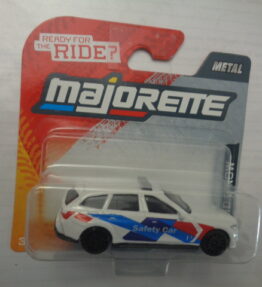 READY FOR
THE RIDE?
METAL
majorette
Safety Car